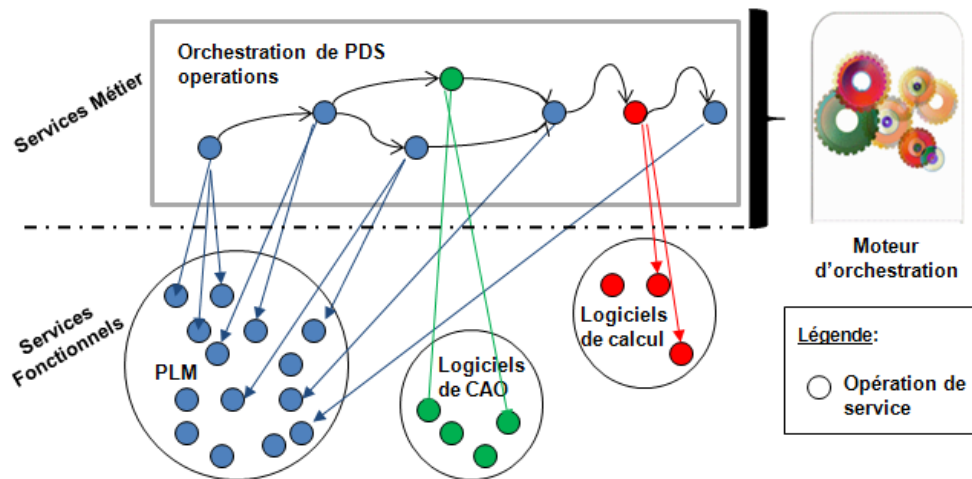 Orchestration de PDS
operations
Services Métier
Moteur
d'orchestration
Services
Fonctionnels
PLM
Logiciels
de CAO
Logiciels
de calcul
Légende:
Opération de
service